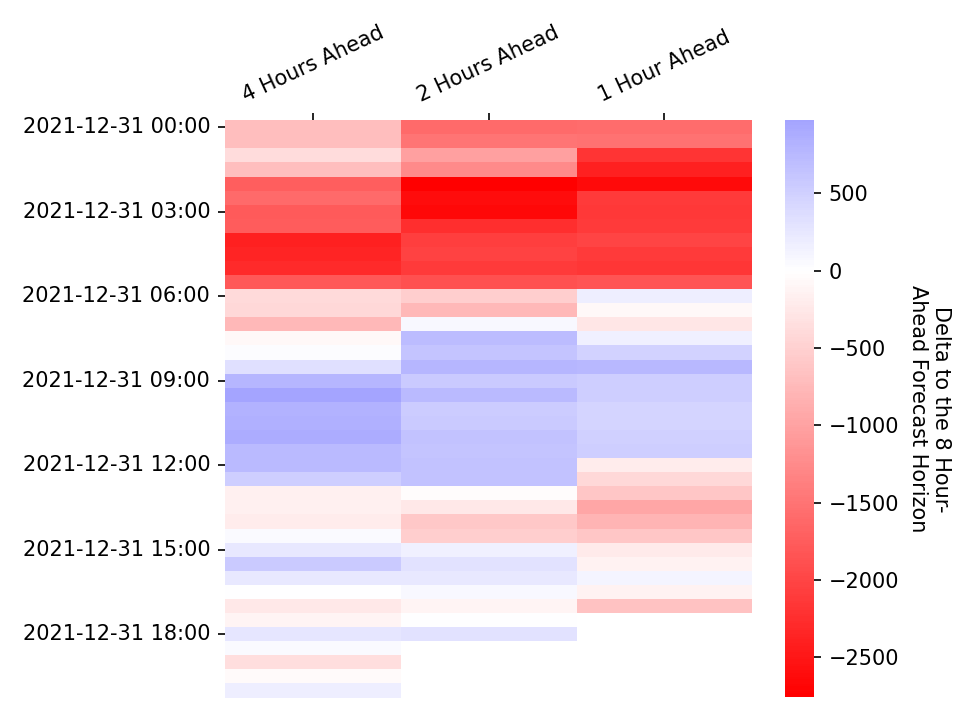 4 Hours Ahead
2 Hours Ahead
1 Hour Ahead
2021-12-31 00:00
2021-12-31 03:00
2021-12-31 06:00
2021-12-31 09:00
2021-12-31 12:00
2021-12-31 15:00
2021-12-31 18:00
500
0
−500
−1000
−1500
−2000
−2500
Delta to the 8 Hour-
Ahead Forecast Horizon